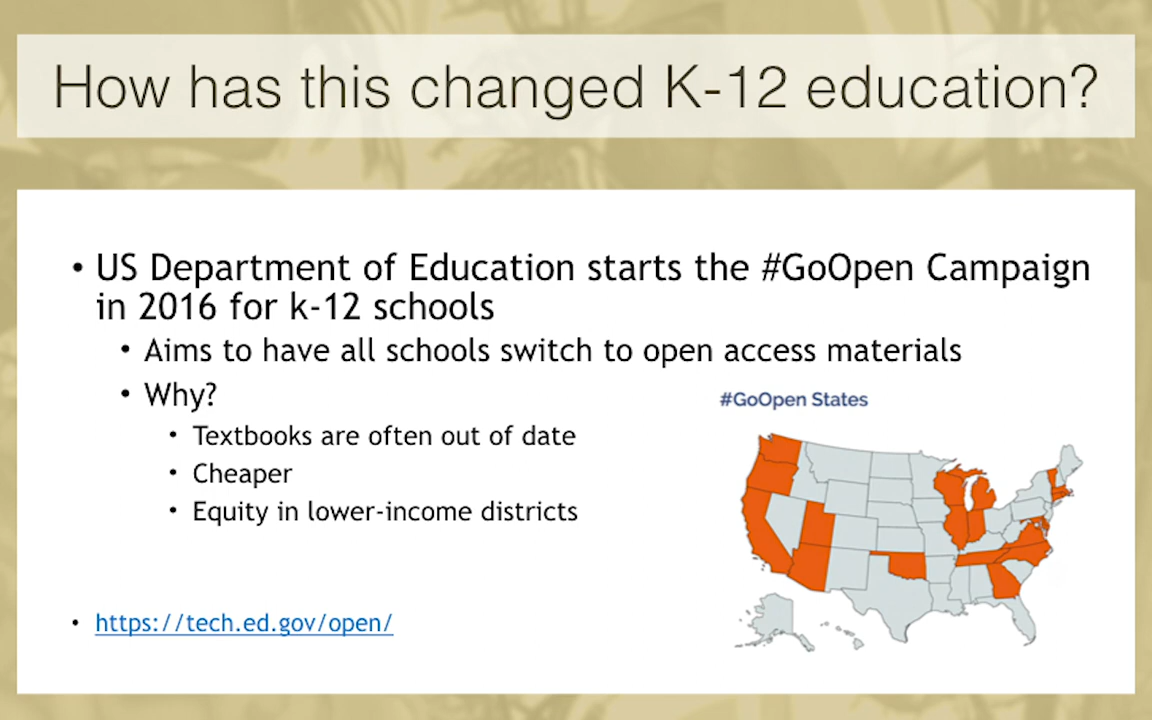 How has this changed K-12 education?
• US Department of Education starts the #GoOpen Campaign
in 2016 for k-12 schools
• Aims to have all schools switch to open access materials
• Why?
• Textbooks are often out of date
• Cheaper
• Equity in lower-income districts
#GoOpen States
• https://tech.ed.gov/open/